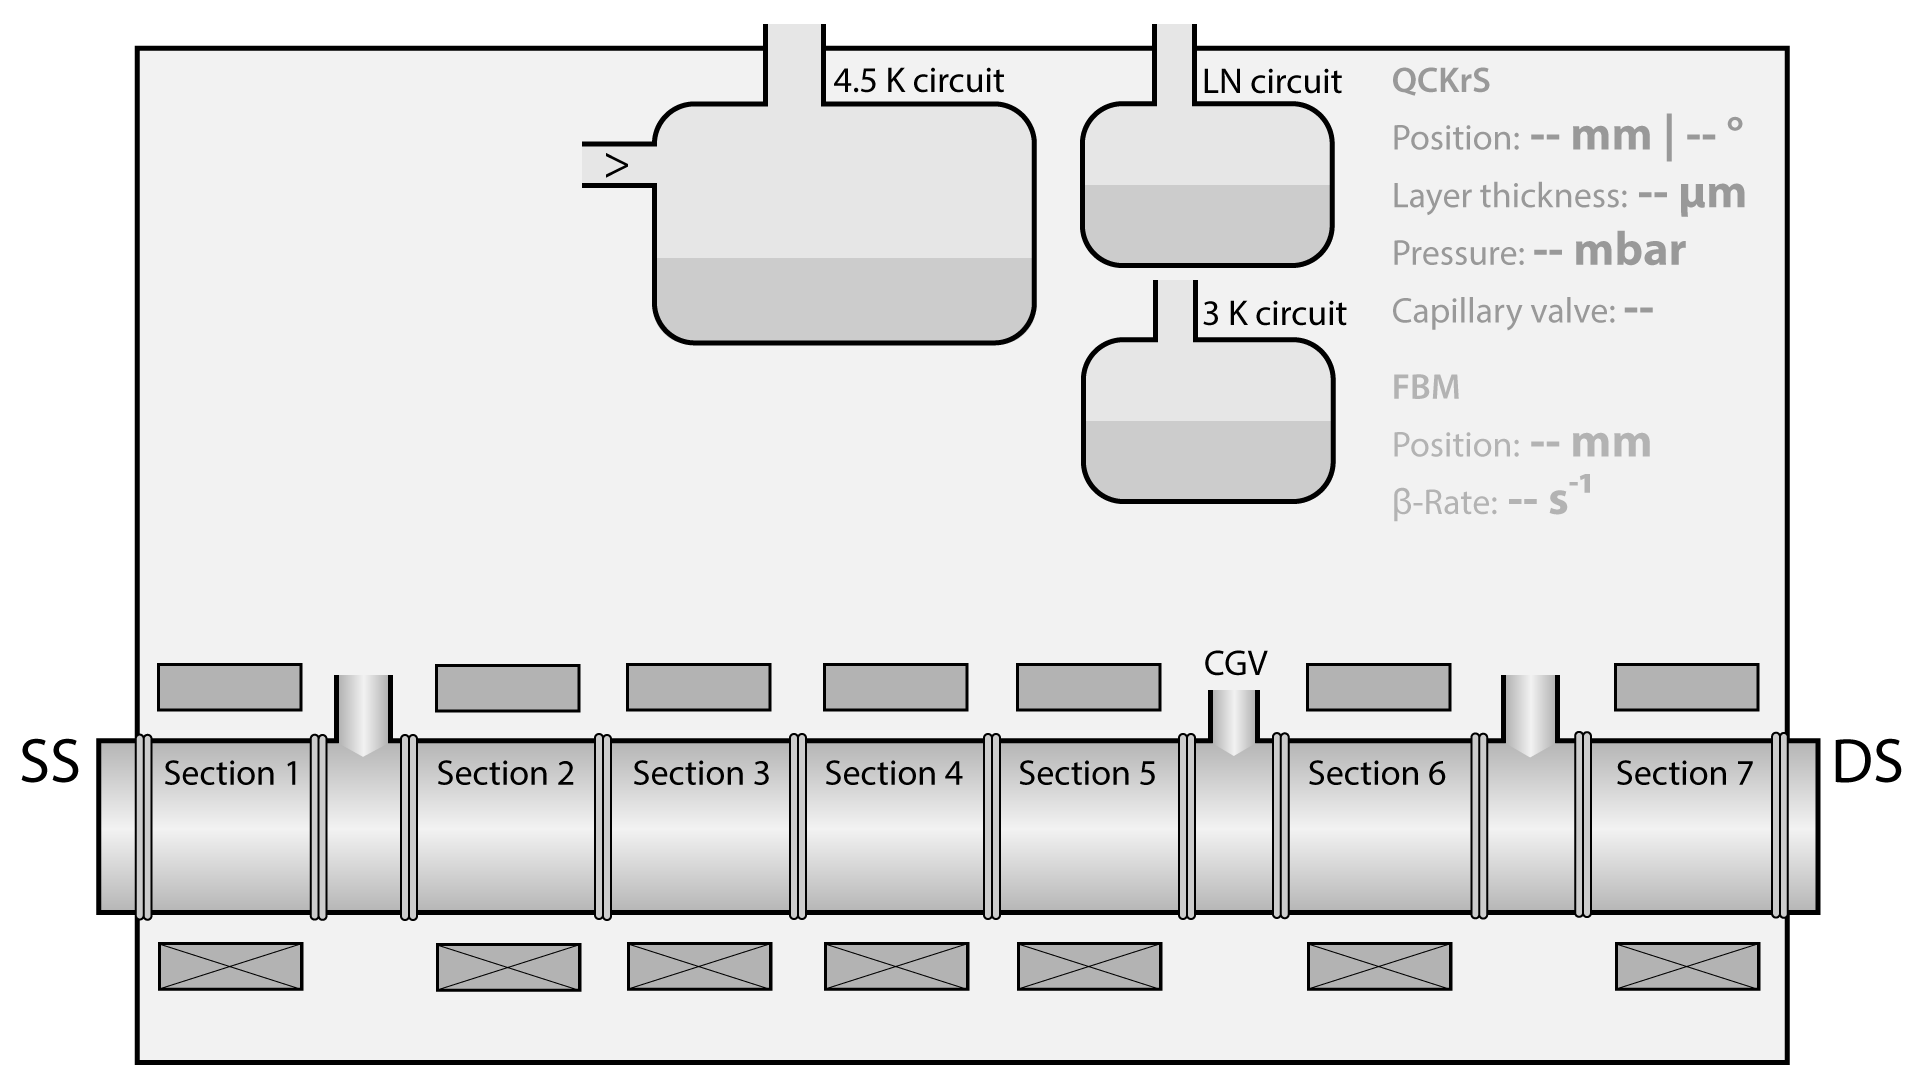 4.5 K circuit
>
LN circuit
3 K circuit
QCKrS
Position: -- mm | -- °
Layer thickness: -- µm
Pressure: -- mbar
Capillary valve: --
FBM
Position: -- mm
β-Rate: -- s⁻¹
CGV
SS
Section 1
Section 2
Section 3
Section 4
Section 5
Section 6
Section 7
DS